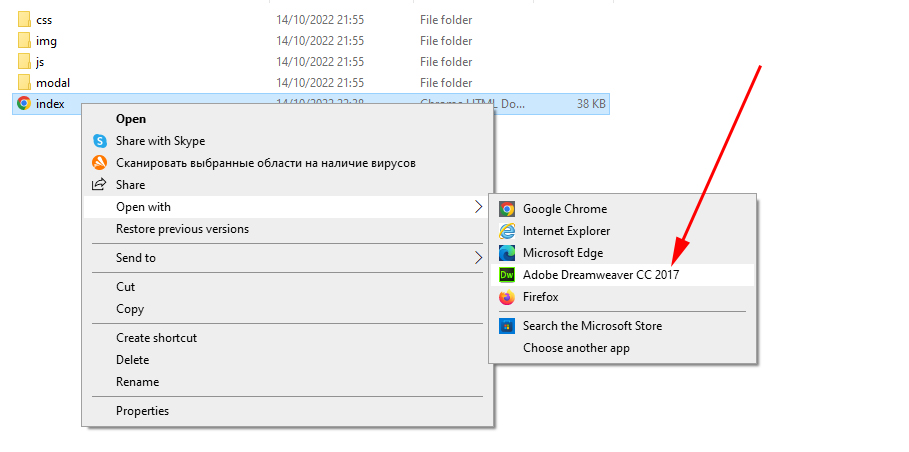 css 14/10/2022 21:55 File folder
img 14/10/2022 21:55 File folder
js 14/10/2022 21:55 File folder
modal 14/10/2022 21:55 File folder
index 14/10/2022 22:38 Chrome HTML Do... 38 KB
Open
Share with Skype
Сканировать выбранные области на наличие вирусов
Share
Open with
Restore previous versions
Send to
Cut
Copy
Create shortcut
Delete
Rename
Properties
Google Chrome
Internet Explorer
Microsoft Edge
Dw Adobe Dreamweaver CC 2017
Firefox
Search the Microsoft Store
Choose another app